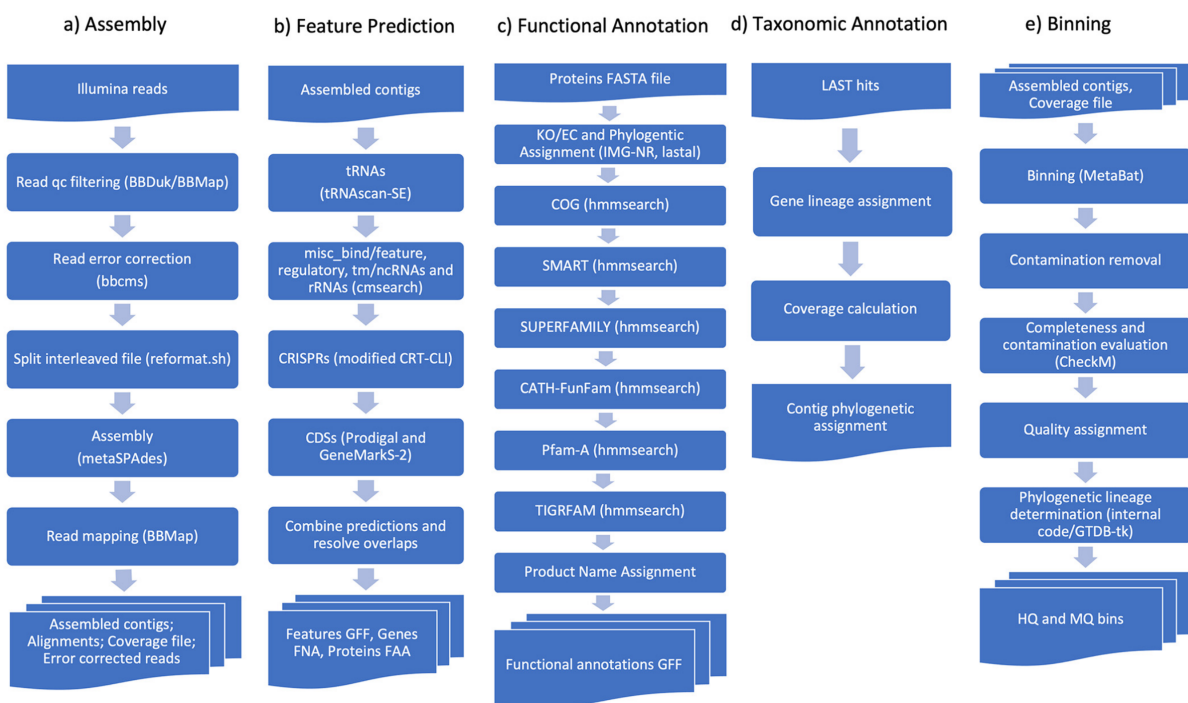 a) Assembly
Illumina reads
Read qc filtering (BBDuk/BBMap)
Read error correction
(bbcms)
Split interleaved file (reformat.sh)
Assembly
(metaSPAdes)
Read mapping (BBMap)
Assembled contigs;
Alignments; Coverage file;
Error corrected reads
b) Feature Prediction
Assembled contigs
tRNAs
(tRNAscan-SE)
misc_bind/feature,
regulatory, tm/ncRNAs and
rRNAs (cmsearch)
CRISPRs (modified CRT-CLI)
CDSs (Prodigal and
GeneMarkS-2)
Combine predictions and
resolve overlaps
Features GFF, Genes
FNA, Proteins FAA
c) Functional Annotation
Proteins FASTA file
KO/EC and Phylogentic
Assignment (IMG-NR, lastal)
COG (hmmsearch)
SMART (hmmsearch)
SUPERFAMILY (hmmsearch)
CATH-FunFam (hmmsearch)
Pfam-A (hmmsearch)
TIGRFAM (hmmsearch)
Product Name Assignment
Functional annotations GFF
d) Taxonomic Annotation
LAST hits
Gene lineage assignment
Coverage calculation
Contig phylogenetic
assignment
e) Binning
Assembled contigs,
Coverage file
Binning (MetaBat)
Contamination removal
Completeness and
contamination evaluation
(CheckM)
Quality assignment
Phylogenetic lineage
determination (internal
code/GTDB-tk)
HQ and MQ bins